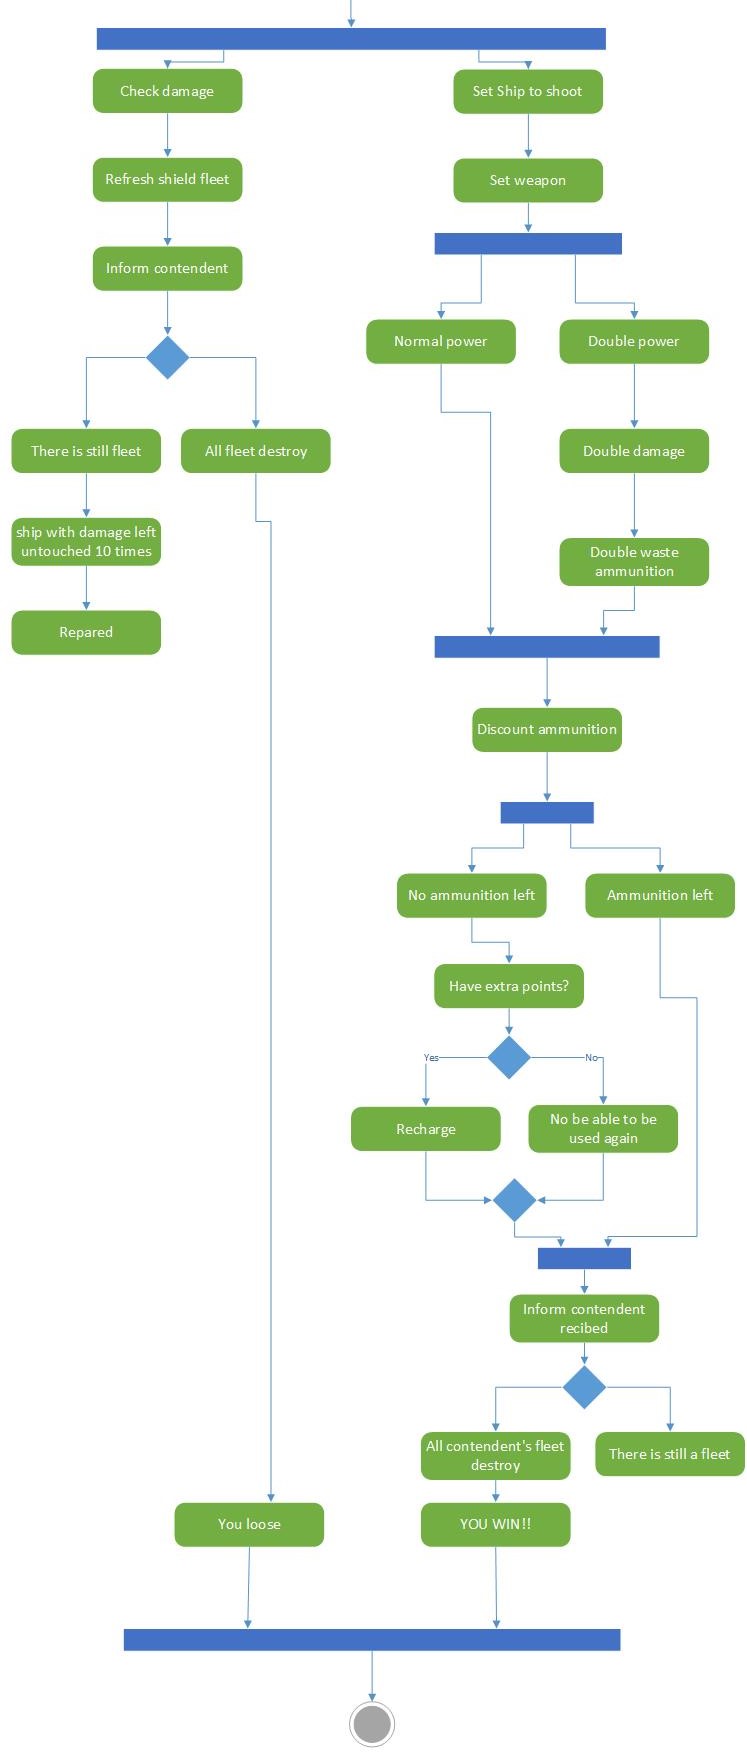 Check damage
Set Ship to shoot
Refresh shield fleet
Set weapon
Inform contendent
Normal power
Double power
There is still fleet
All fleet destroy
Double damage
ship with damage left
untouched 10 times
Double waste
ammunition
Repared
Discount ammunition
No ammunition left
Ammunition left
Have extra points?
Yes
No
Recharge
No be able to be
used again
Inform contendent
recibed
All contendent's fleet
destroy
There is still a fleet
You loose
YOU WIN!!